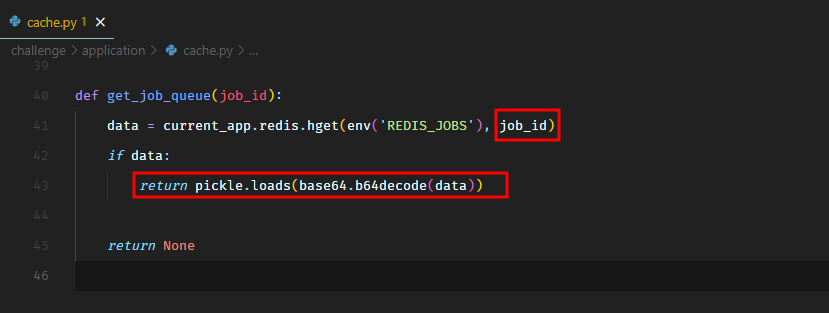 cache.py 1 ×
challenge > application > cache.py > ...
39
40 def get_job_queue(job_id):
41 data = current_app.redis.hget(env('REDIS_JOBS'), job_id)
42 if data:
43 return pickle.loads(base64.b64decode(data))
44
45 return None
46